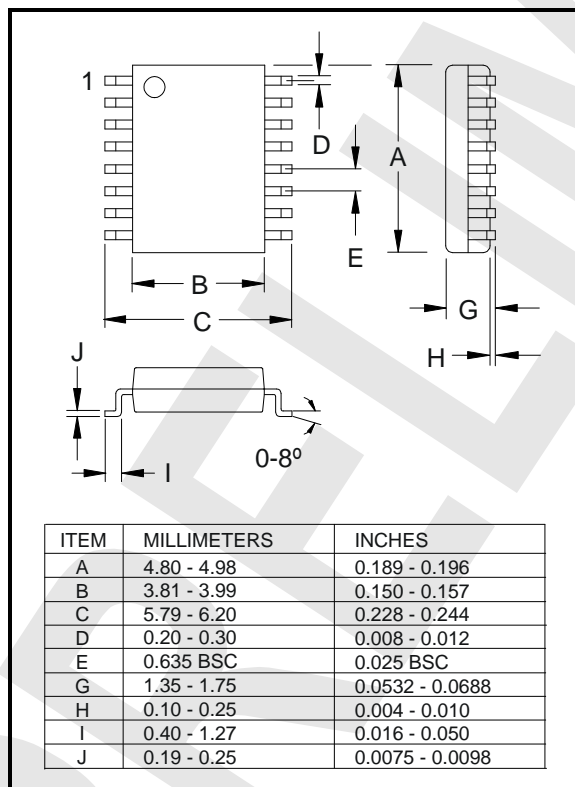 1
D
A
E
B
C
G
H
J
I
0-8º
ITEM MILLIMETERS INCHES
A 4.80 - 4.98 0.189 - 0.196
B 3.81 - 3.99 0.150 - 0.157
C 5.79 - 6.20 0.228 - 0.244
D 0.20 - 0.30 0.008 - 0.012
E 0.635 BSC 0.025 BSC
G 1.35 - 1.75 0.0532 - 0.0688
H 0.10 - 0.25 0.004 - 0.010
I 0.40 - 1.27 0.016 - 0.050
J 0.19 - 0.25 0.0075 - 0.0098